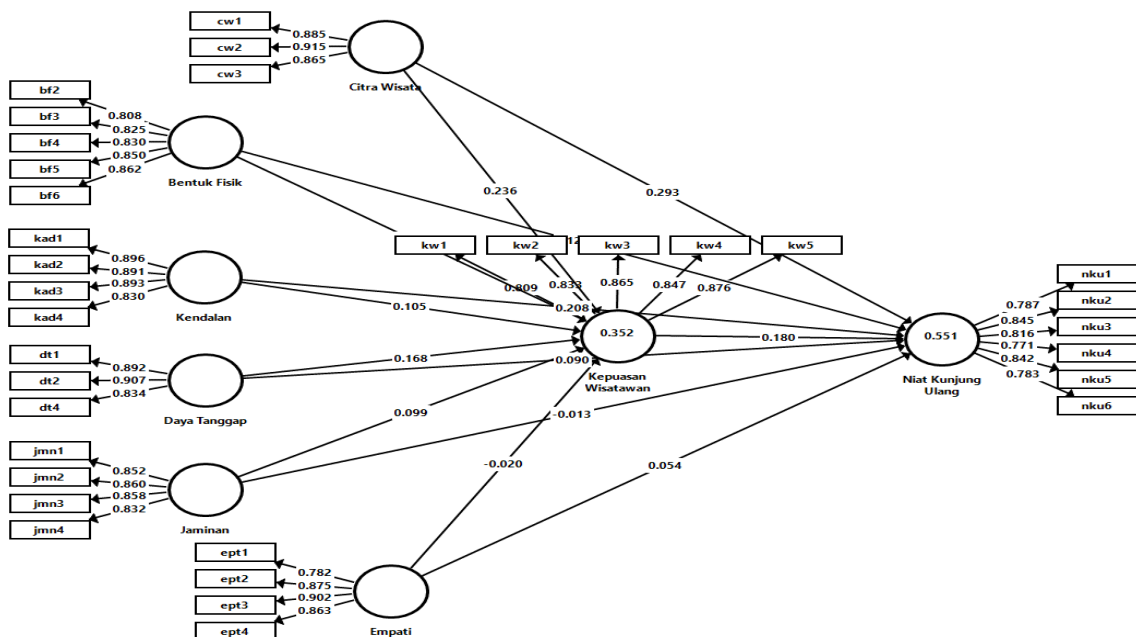 cw1
cw2
cw3
0.885
0.915
0.865
Citra Wisata
bf2
bf3
bf4
bf5
bf6
0.808
0.825
0.830
0.850
0.862
Bentuk Fisik
0.236
0.293
kw1
kw2
kw3
kw4
kw5
0.809
0.833
0.865
0.847
0.876
kad1
kad2
kad3
kad4
0.896
0.891
0.893
0.830
Kendalan
0.105
0.208
0.352
Kepuasan
Wisatawan
0.180
0.551
Niat Kunjung
Ulang
nku1
nku2
nku3
nku4
nku5
nku6
0.787
0.845
0.816
0.771
0.842
0.783
dt1
dt2
dt4
0.892
0.907
0.834
Daya Tanggap
0.168
0.090
0.099
-0.013
jmn1
jmn2
jmn3
jmn4
0.852
0.860
0.858
0.832
Jaminan
-0.020
0.054
ept1
ept2
ept3
ept4
0.782
0.875
0.902
0.863
Empati